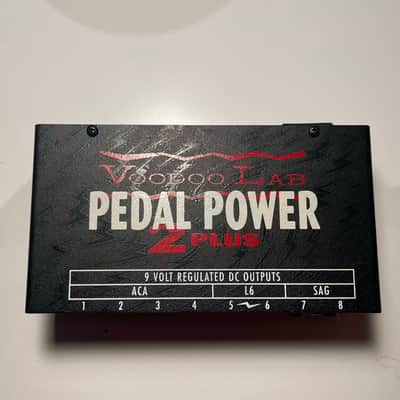 VOODOO LAB
PEDAL POWER
2 PLUS
9 VOLT REGULATED DC OUTPUTS
ACA L6 SAG
1 2 3 4 5 6 7 8